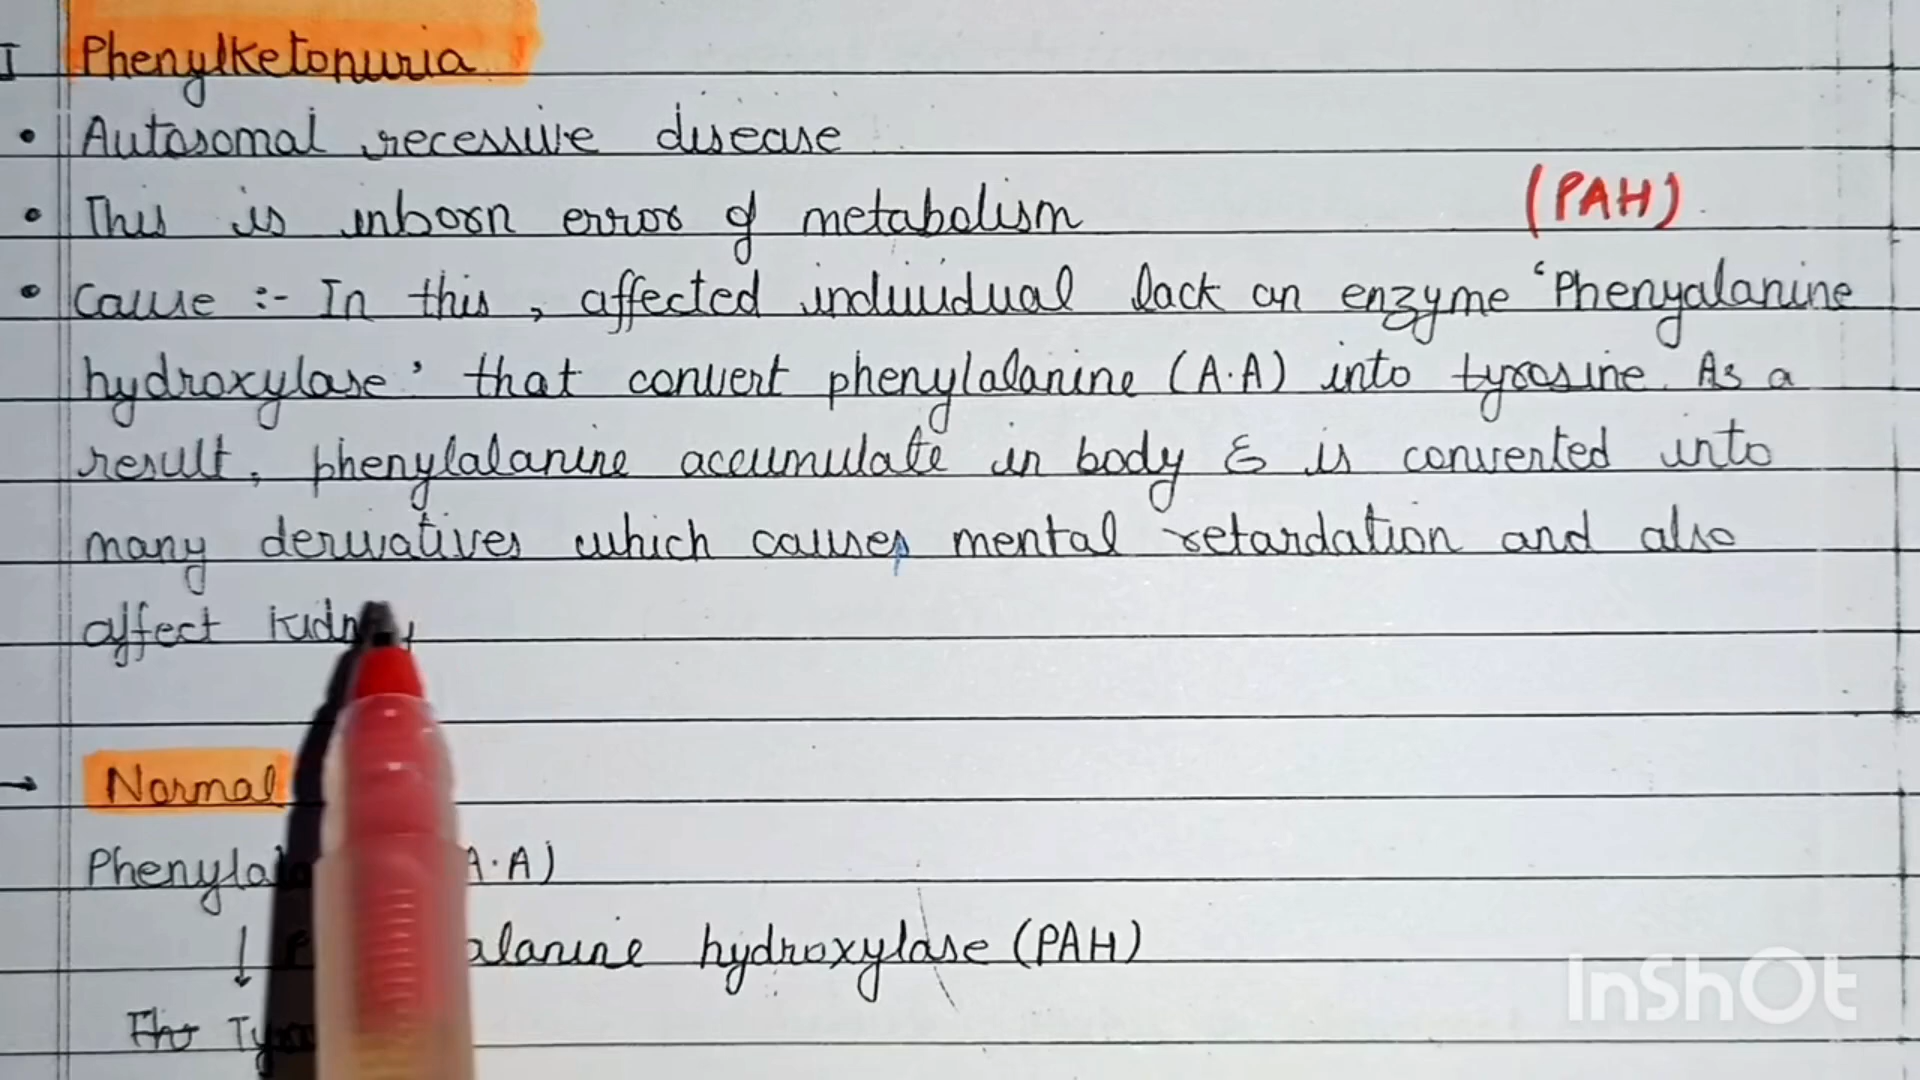 I Phenylketonuria
• Autosomal recessive disease
• This is inborn error of metabolism (PAH)
• Cause :- In this, affected individual lack an enzyme 'Phenyalanine
hydroxylase' that convert phenylalanine (A.A) into tyrosine. As a
result, phenylalanine accumulate in body & is converted into
many derivatives which causes mental retardation and also
affect
→ Normal
A.A)
↓ hydroxylase (PAH)
InShOt